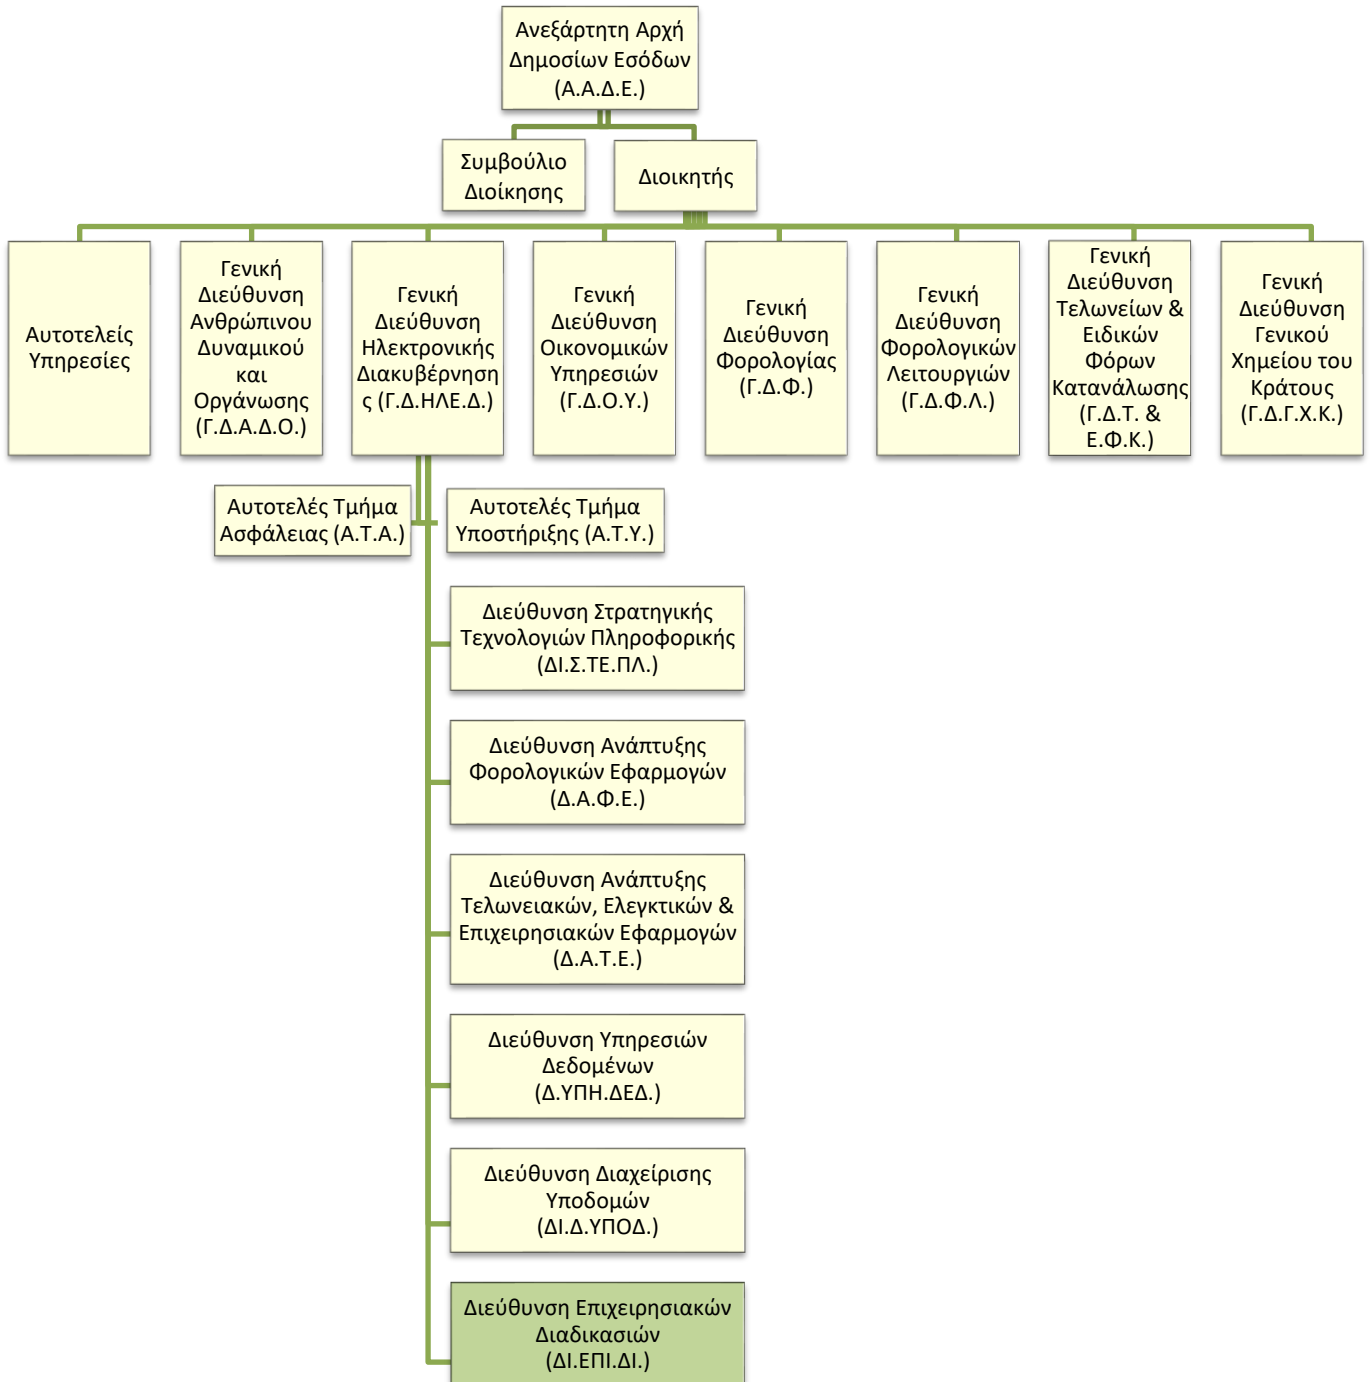 Ανεξάρτητη Αρχή
Δημοσίων Εσόδων
(Α.Α.Δ.Ε.)
Συμβούλιο
Διοίκησης
Διοικητής
Αυτοτελείς
Υπηρεσίες
Γενική
Διεύθυνση
Ανθρώπινου
Δυναμικού
και
Οργάνωσης
(Γ.Δ.Α.Δ.Ο.)
Γενική
Διεύθυνση
Ηλεκτρονικής
Διακυβέρνηση
ς (Γ.Δ.ΗΛΕ.Δ.)
Γενική
Διεύθυνση
Οικονομικών
Υπηρεσιών
(Γ.Δ.Ο.Υ.)
Γενική
Διεύθυνση
Φορολογίας
(Γ.Δ.Φ.)
Γενική
Διεύθυνση
Φορολογικών
Λειτουργιών
(Γ.Δ.Φ.Λ.)
Γενική
Διεύθυνση
Τελωνείων &
Ειδικών
Φόρων
Κατανάλωσης
(Γ.Δ.Τ. &
Ε.Φ.Κ.)
Γενική
Διεύθυνση
Γενικού
Χημείου του
Κράτους
(Γ.Δ.Γ.Χ.Κ.)
Αυτοτελές Τμήμα
Ασφάλειας (Α.Τ.Α.)
Αυτοτελές Τμήμα
Υποστήριξης (Α.Τ.Υ.)
Διεύθυνση Στρατηγικής
Τεχνολογιών Πληροφορικής
(ΔΙ.Σ.ΤΕ.ΠΛ.)
Διεύθυνση Ανάπτυξης
Φορολογικών Εφαρμογών
(Δ.Α.Φ.Ε.)
Διεύθυνση Ανάπτυξης
Τελωνειακών, Ελεγκτικών &
Επιχειρησιακών Εφαρμογών
(Δ.Α.Τ.Ε.)
Διεύθυνση Υπηρεσιών
Δεδομένων
(Δ.ΥΠΗ.ΔΕΔ.)
Διεύθυνση Διαχείρισης
Υποδομών
(ΔΙ.Δ.ΥΠΟΔ.)
Διεύθυνση Επιχειρησιακών
Διαδικασιών
(ΔΙ.ΕΠΙ.ΔΙ.)